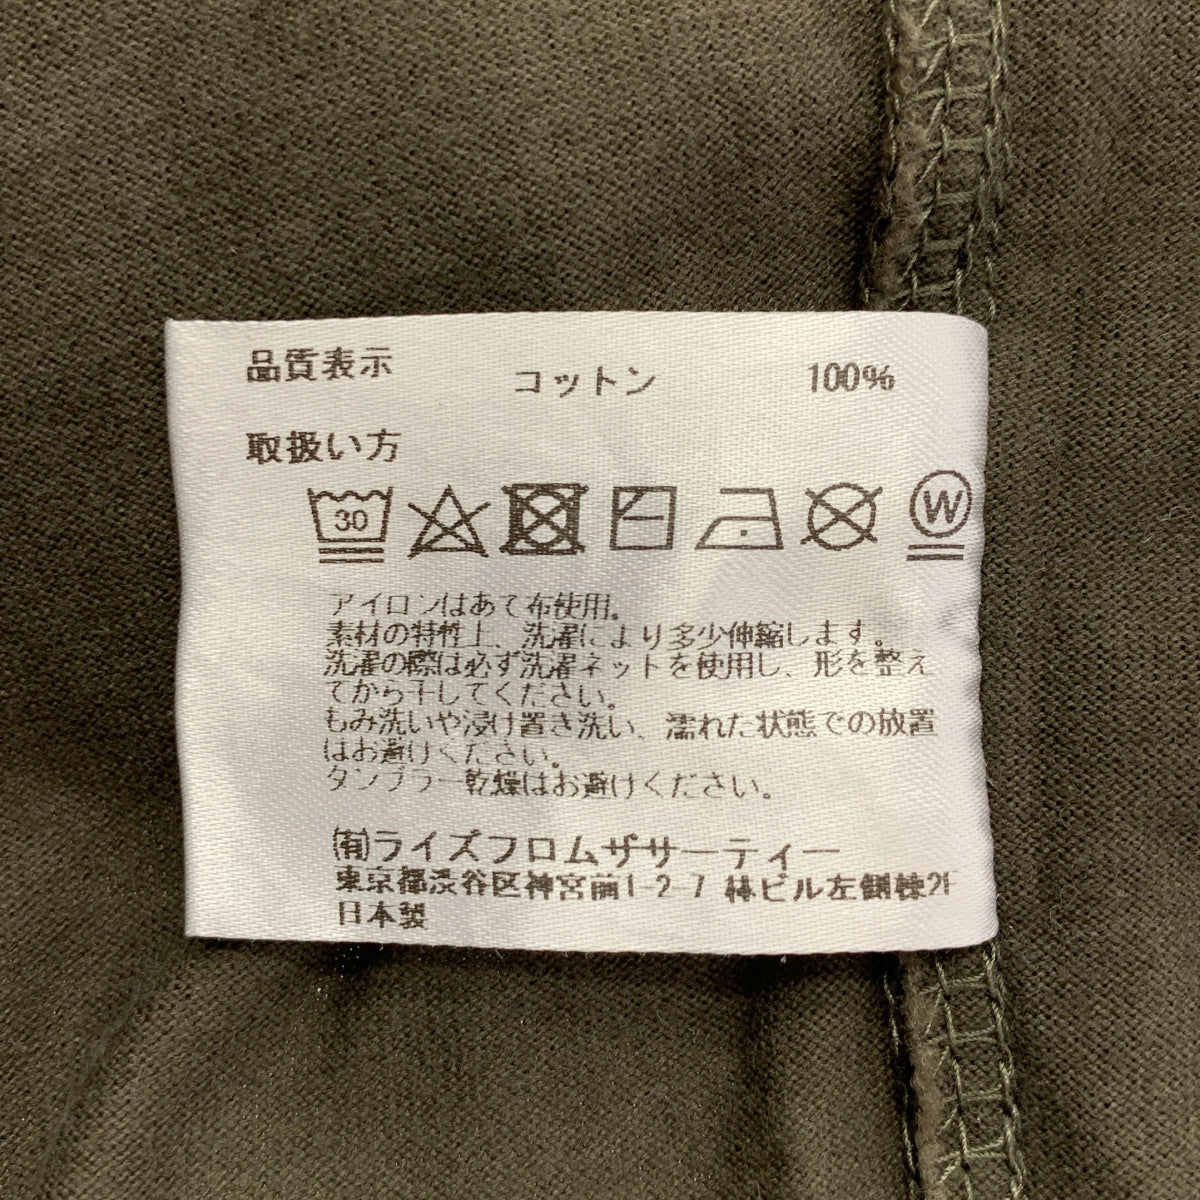 品質表示 コットン 100%
取扱い方
30 W
アイロンはあて布使用。
素材の特性上、洗濯により多少伸縮します。
洗濯の際は必ず洗濯ネットを使用し、形を整え
てから干してください。
もみ洗いや浸け置き洗い、濡れた状態での放置
はお避けください。
タンブラー乾燥はお避けください。
(有)ライズフロムザサーティー
東京都渋谷区神宮前1-2-7 林ビル左側棟2F
日本製